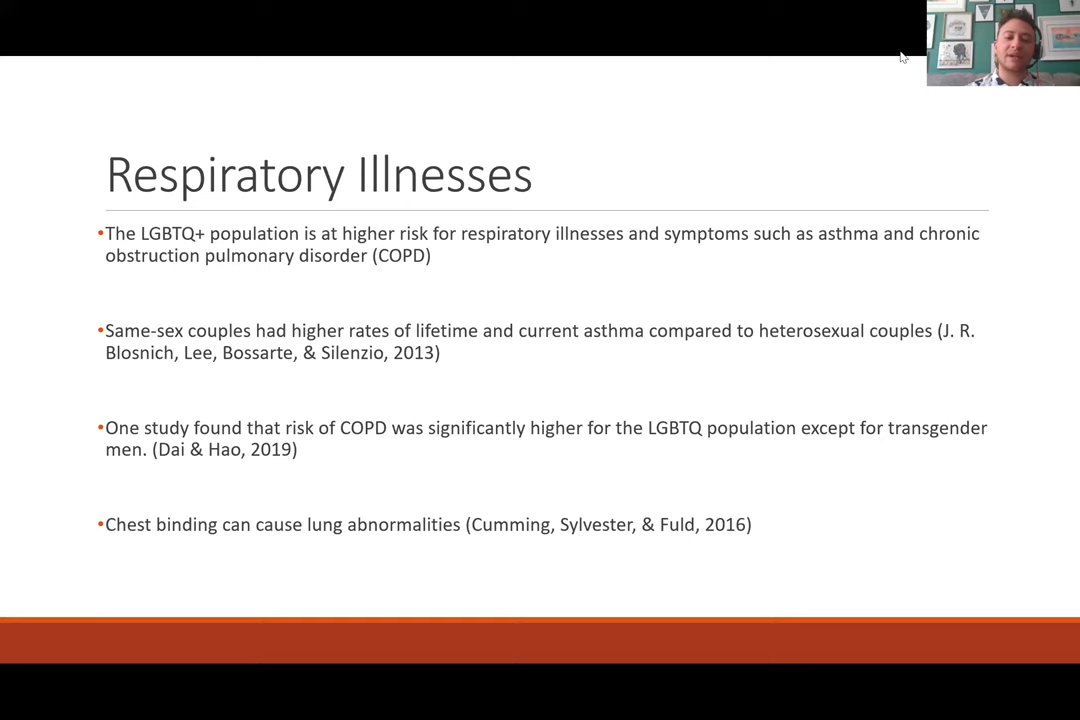 Respiratory Illnesses
•The LGBTQ+ population is at higher risk for respiratory illnesses and symptoms such as asthma and chronic
obstruction pulmonary disorder (COPD)
•Same-sex couples had higher rates of lifetime and current asthma compared to heterosexual couples (J. R.
Blosnich, Lee, Bossarte, & Silenzio, 2013)
•One study found that risk of COPD was significantly higher for the LGBTQ population except for transgender
men. (Dai & Hao, 2019)
•Chest binding can cause lung abnormalities (Cumming, Sylvester, & Fuld, 2016)